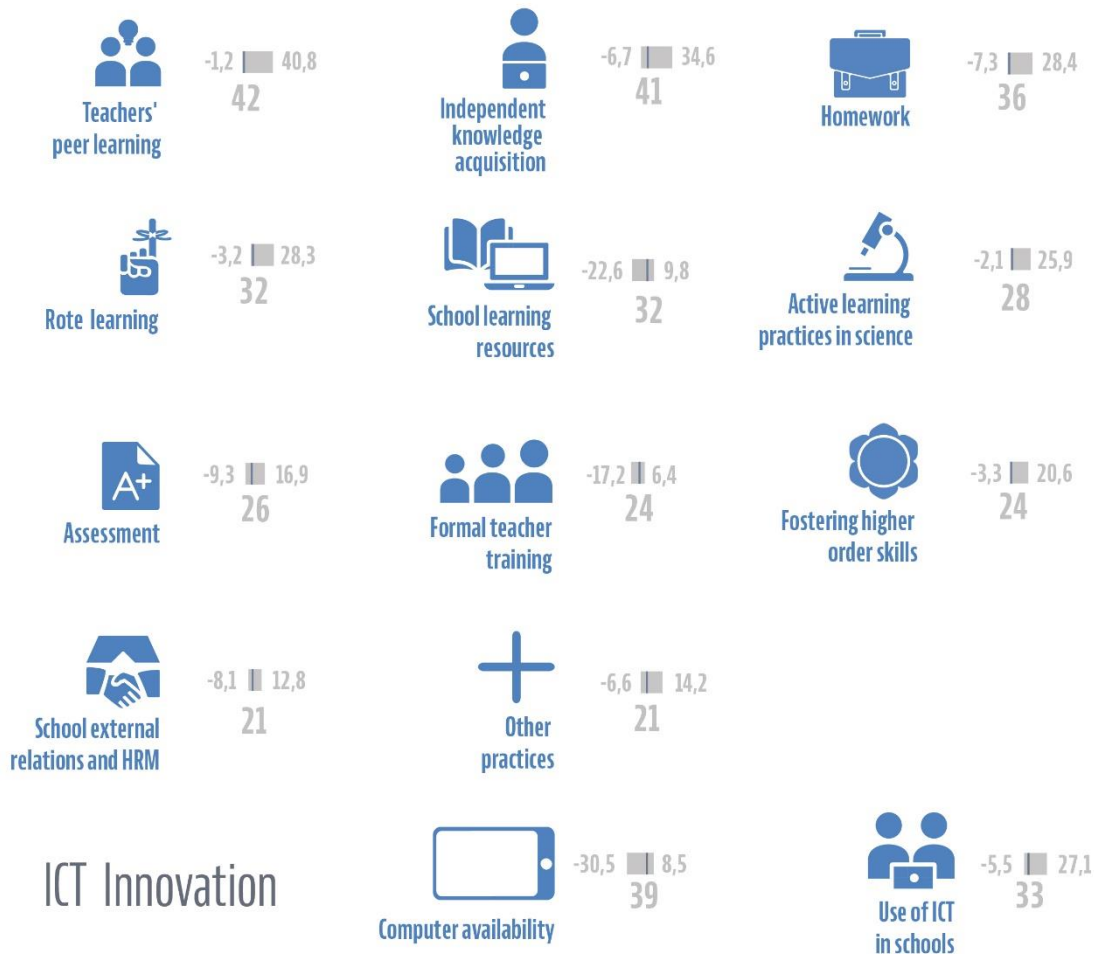 -1,2 40,8
42
Teachers'
peer learning
-6,7 34,6
41
Independent
knowledge
acquisition
-7,3 28,4
36
Homework
-3,2 28,3
32
Rote learning
-22,6 9,8
32
School learning
resources
-2,1 25,9
28
Active learning
practices in science
A+
-9,3 16,9
26
Assessment
-17,2 6,4
24
Formal teacher
training
-3,3 20,6
24
Fostering higher
order skills
-8,1 12,8
21
School external
relations and HRM
-6,6 14,2
21
Other
practices
ICT Innovation
-30,5 8,5
39
Computer availability
-5,5 27,1
33
Use of ICT
in schools